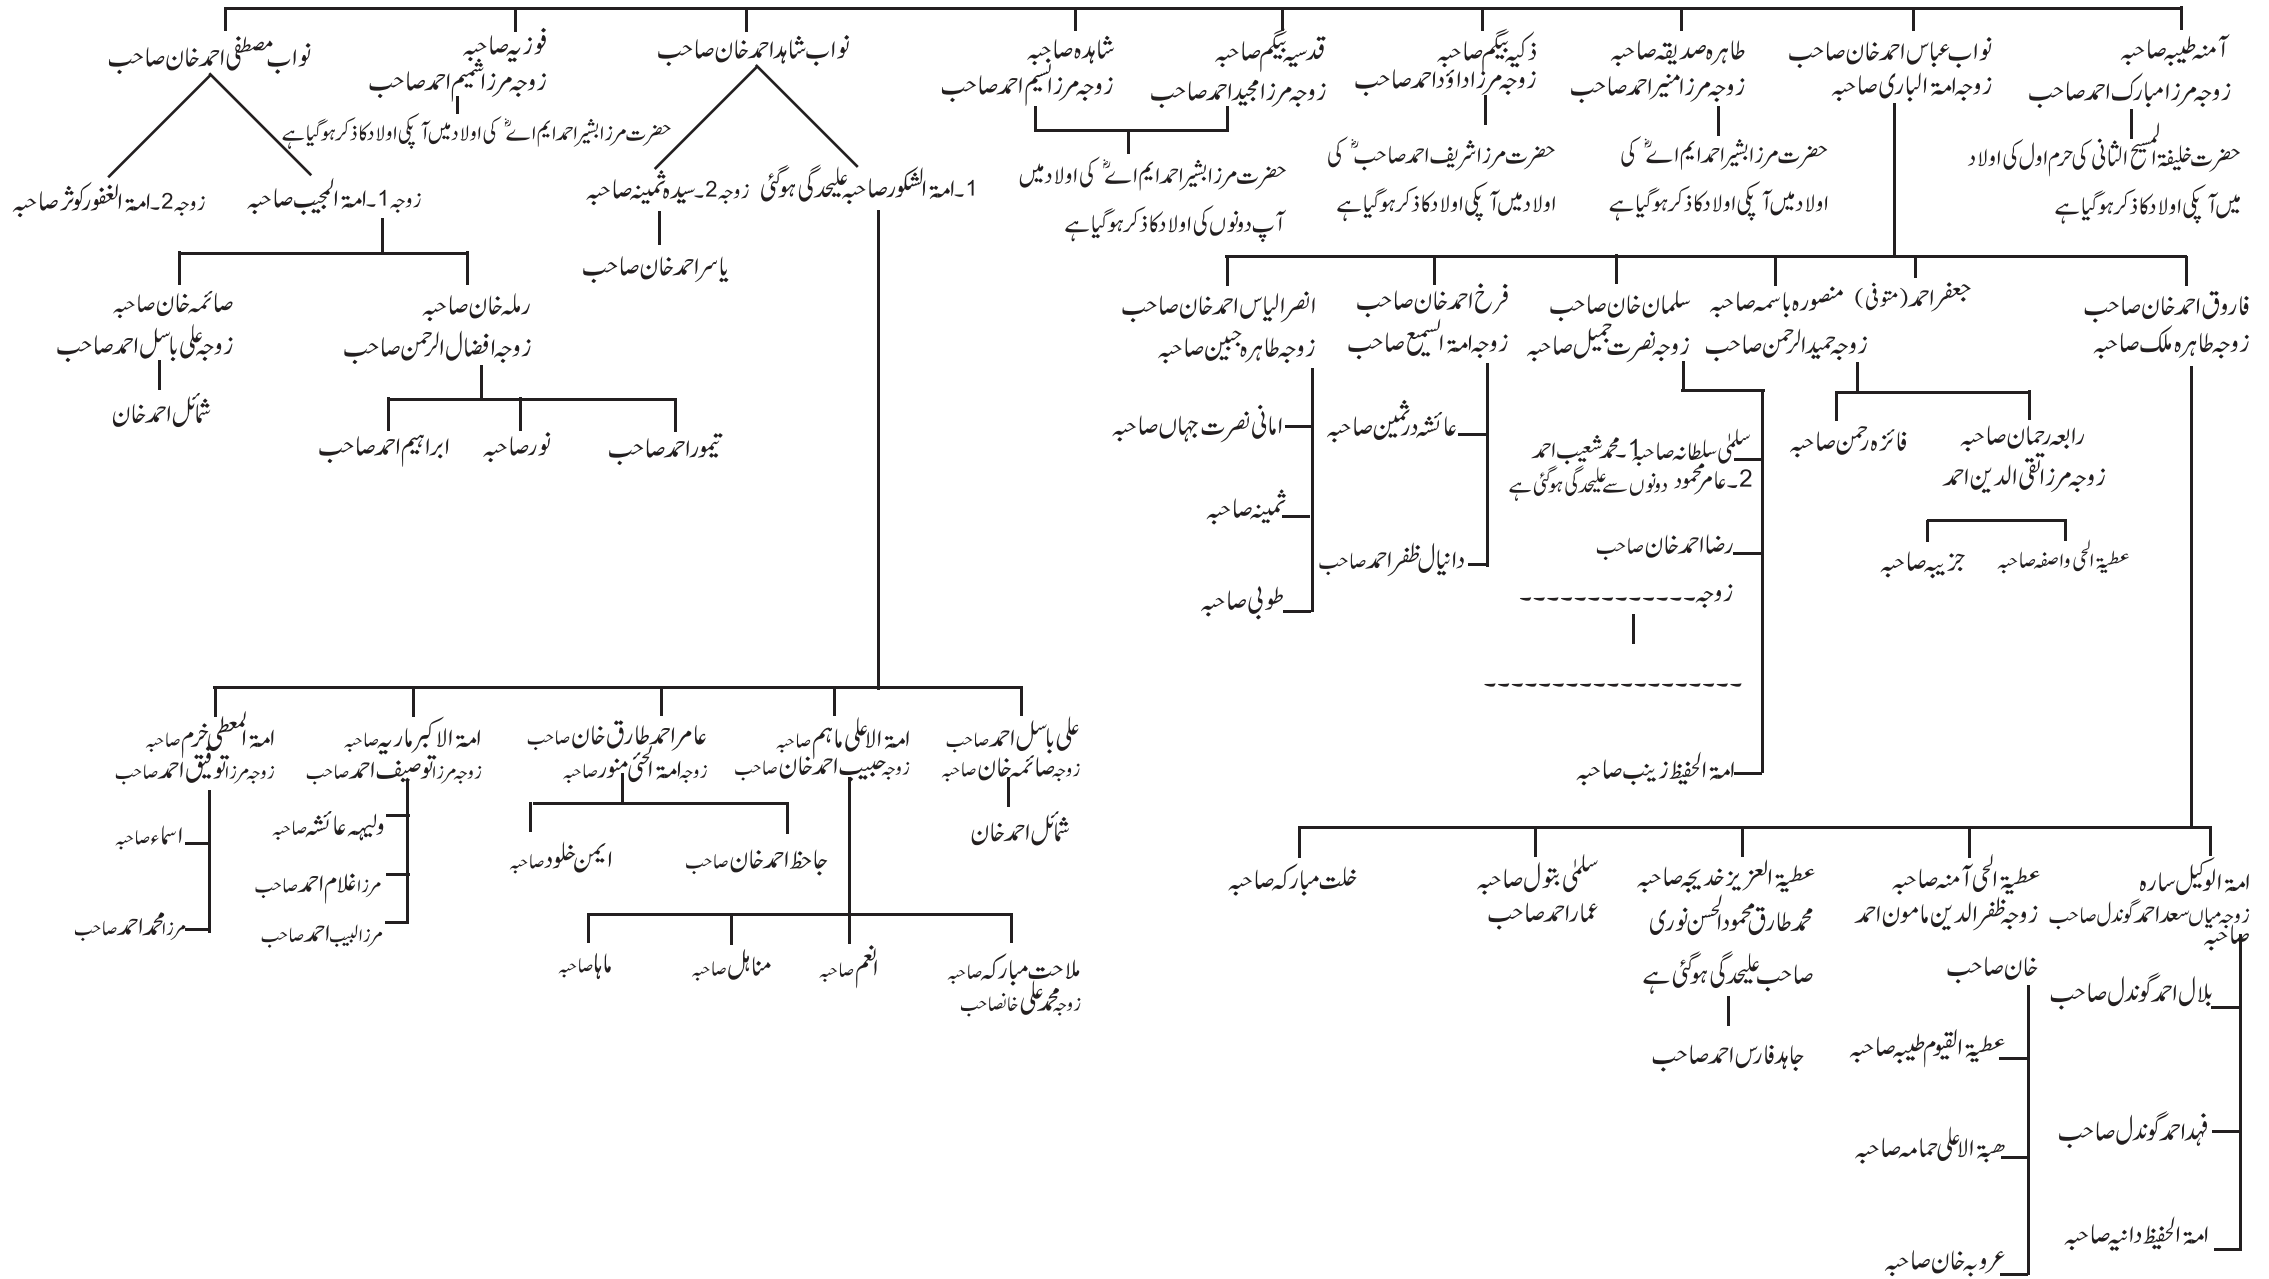 آمنہ طیبہ صاحبہ
زوجہ مرزا مبارک احمد صاحب
حضرت خلیفۃ المسیح الثانی کی حرم اول کی اولاد
میں آپکی اولاد کا ذکر ہو گیا ہے
نواب عباس احمد خان صاحب
زوجہ امۃ الباری صاحبہ
طاہرہ صدیقہ صاحبہ
زوجہ مرزا منیر احمد صاحب
حضرت مرزا بشیر احمد ایم اےؓ کی
اولاد میں آپکی اولاد کا ذکر ہو گیا ہے
ذکیہ بیگم صاحبہ
زوجہ مرزا داؤد احمد صاحب
حضرت مرزا شریف احمد صاحبؓ کی
اولاد میں آپکی اولاد کا ذکر ہو گیا ہے
قدسیہ بیگم صاحبہ
زوجہ مرزا مجید احمد صاحب
شاہدہ صاحبہ
زوجہ مرزا نسیم احمد صاحب
حضرت مرزا بشیر احمد ایم اےؓ کی اولاد میں
آپ دونوں کی اولاد کا ذکر ہو گیا ہے
نواب شاہد احمد خان صاحب
1۔امۃ الشکور صاحبہ علیحدگی ہو گئی
زوجہ 2۔سیدہ ثمینہ صاحبہ
یاسر احمد خان صاحب
فوزیہ صاحبہ
زوجہ مرزا شمیم احمد صاحب
حضرت مرزا بشیر احمد ایم اےؓ کی اولاد میں آپکی اولاد کا ذکر ہو گیا ہے
نواب مصطفی احمد خان صاحب
زوجہ 1۔امۃ المجیب صاحبہ
زوجہ 2۔امۃ الغفور کوثر صاحبہ
رملہ خان صاحبہ
زوجہ افضال الرحمن صاحب
تیمور احمد صاحب
نور صاحبہ
ابراہیم احمد صاحب
صائمہ خان صاحبہ
زوجہ علی باسل احمد صاحب
شمائل احمد خان
فاروق احمد خان صاحب
زوجہ طاہرہ ملک صاحبہ
جعفر احمد (متوفی)
منصورہ باسمہ صاحبہ
زوجہ حمید الرحمن صاحب
رابعہ رحمان صاحبہ
زوجہ مرزا تقی الدین احمد
عطیۃ الحی واصفہ صاحبہ
جزیبہ صاحبہ
فائزہ رحمن صاحبہ
سلمان خان صاحب
زوجہ نصرت جمیل صاحبہ
سلمٰی سلطانہ صاحبہ 1۔محمد شعیب احمد
2۔عامر محمود دونوں سے علیحدگی ہو گئی ہے
رضا احمد خان صاحب
زوجہ-------------
-------------------
امۃ الحفیظ زینب صاحبہ
فرخ احمد خان صاحب
زوجہ امۃ السمیع صاحب
عائشہ درثمین صاحبہ
دانیال ظفر احمد صاحب
انصر الیاس احمد خان صاحب
زوجہ طاہرہ جبین صاحبہ
امانی نصرت جہاں صاحبہ
ثمینہ صاحبہ
طوبی صاحبہ
علی باسل احمد صاحب
زوجہ صائمہ خان صاحبہ
شمائل احمد خان
امۃ الاعلی ماہم صاحبہ
زوجہ حبیب احمد خان صاحب
ملاحت مبارکہ صاحبہ
زوجہ محمد علی خانصاحب
انعم صاحبہ
مناہل صاحبہ
ماہا صاحبہ
عامر احمد طارق خان صاحب
زوجہ امۃ الحئی منور صاحبہ
جاحظ احمد خان صاحب
ایمن خلود صاحبہ
امۃ الاکبر ماریہ صاحبہ
زوجہ مرزا توصیف احمد صاحب
ولیہہ عائشہ صاحبہ
مرزا غلام احمد صاحب
مرزا لبیب احمد صاحب
امۃ المعطی خرم صاحبہ
زوجہ مرزا توفیق احمد صاحب
اسماء صاحبہ
مرزا محمد احمد صاحب
امۃ الوکیل سارہ
زوجہ میاں سعد احمد گوندل صاحب
صاحبہ
بلال احمد گوندل صاحب
فہد احمد گوندل صاحب
امۃ الحفیظ دانیہ صاحبہ
عطیۃ الحی آمنہ صاحبہ
زوجہ ظفر الدین مامون احمد
خان صاحب
عطیۃ القیوم طیبہ صاحبہ
ھبۃ الاعلی حمامہ صاحبہ
عروبہ خان صاحبہ
عطیۃ العزیز خدیجہ صاحبہ
محمد طارق محمود الحسن نوری
صاحب علیحدگی ہو گئی ہے
جاہد فارس احمد صاحب
سلمٰی بتول صاحبہ
عمار احمد صاحب
خلت مبارکہ صاحبہ